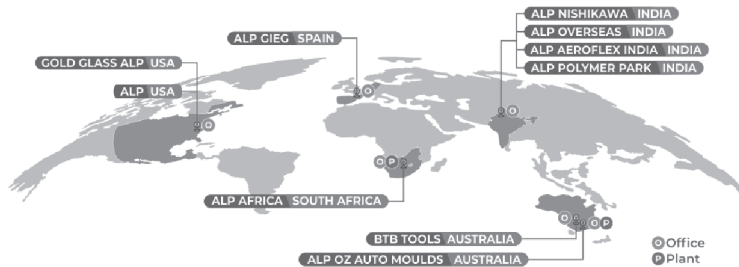 ALP NISHIKAWA INDIA
ALP OVERSEAS INDIA
ALP AEROFLEX INDIA INDIA
ALP POLYMER PARK INDIA
ALP GIEG SPAIN
GOLD GLASS ALP USA
ALP USA
O
O
O
O P
ALP AFRICA SOUTH AFRICA
O O P
BTB TOOLS AUSTRALIA
ALP OZ AUTO MOULDS AUSTRALIA
O Office
P Plant